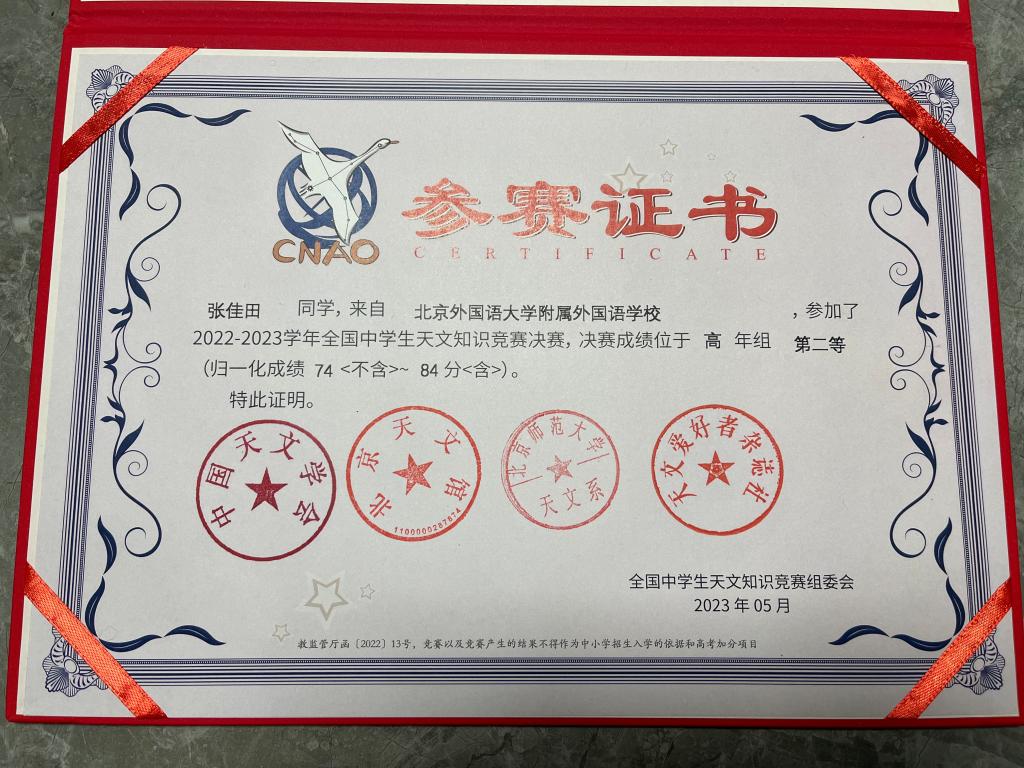 CNAO
参赛证书
CERTIFICATE
张佳田 同学，来自 北京外国语大学附属外国语学校 ，参加了
2022-2023学年全国中学生天文知识竞赛决赛，决赛成绩位于 高 年组 第二等
（归一化成绩 74 <不含>~ 84 分<含>）。
特此证明。
中国天文学会
北京天文馆
1100000287874
北京师范大学
天文系
天文爱好者杂志社
全国中学生天文知识竞赛组委会
2023 年 05 月
教监管厅函〔2022〕13号，竞赛以及竞赛产生的结果不得作为中小学招生入学的依据和高考加分项目